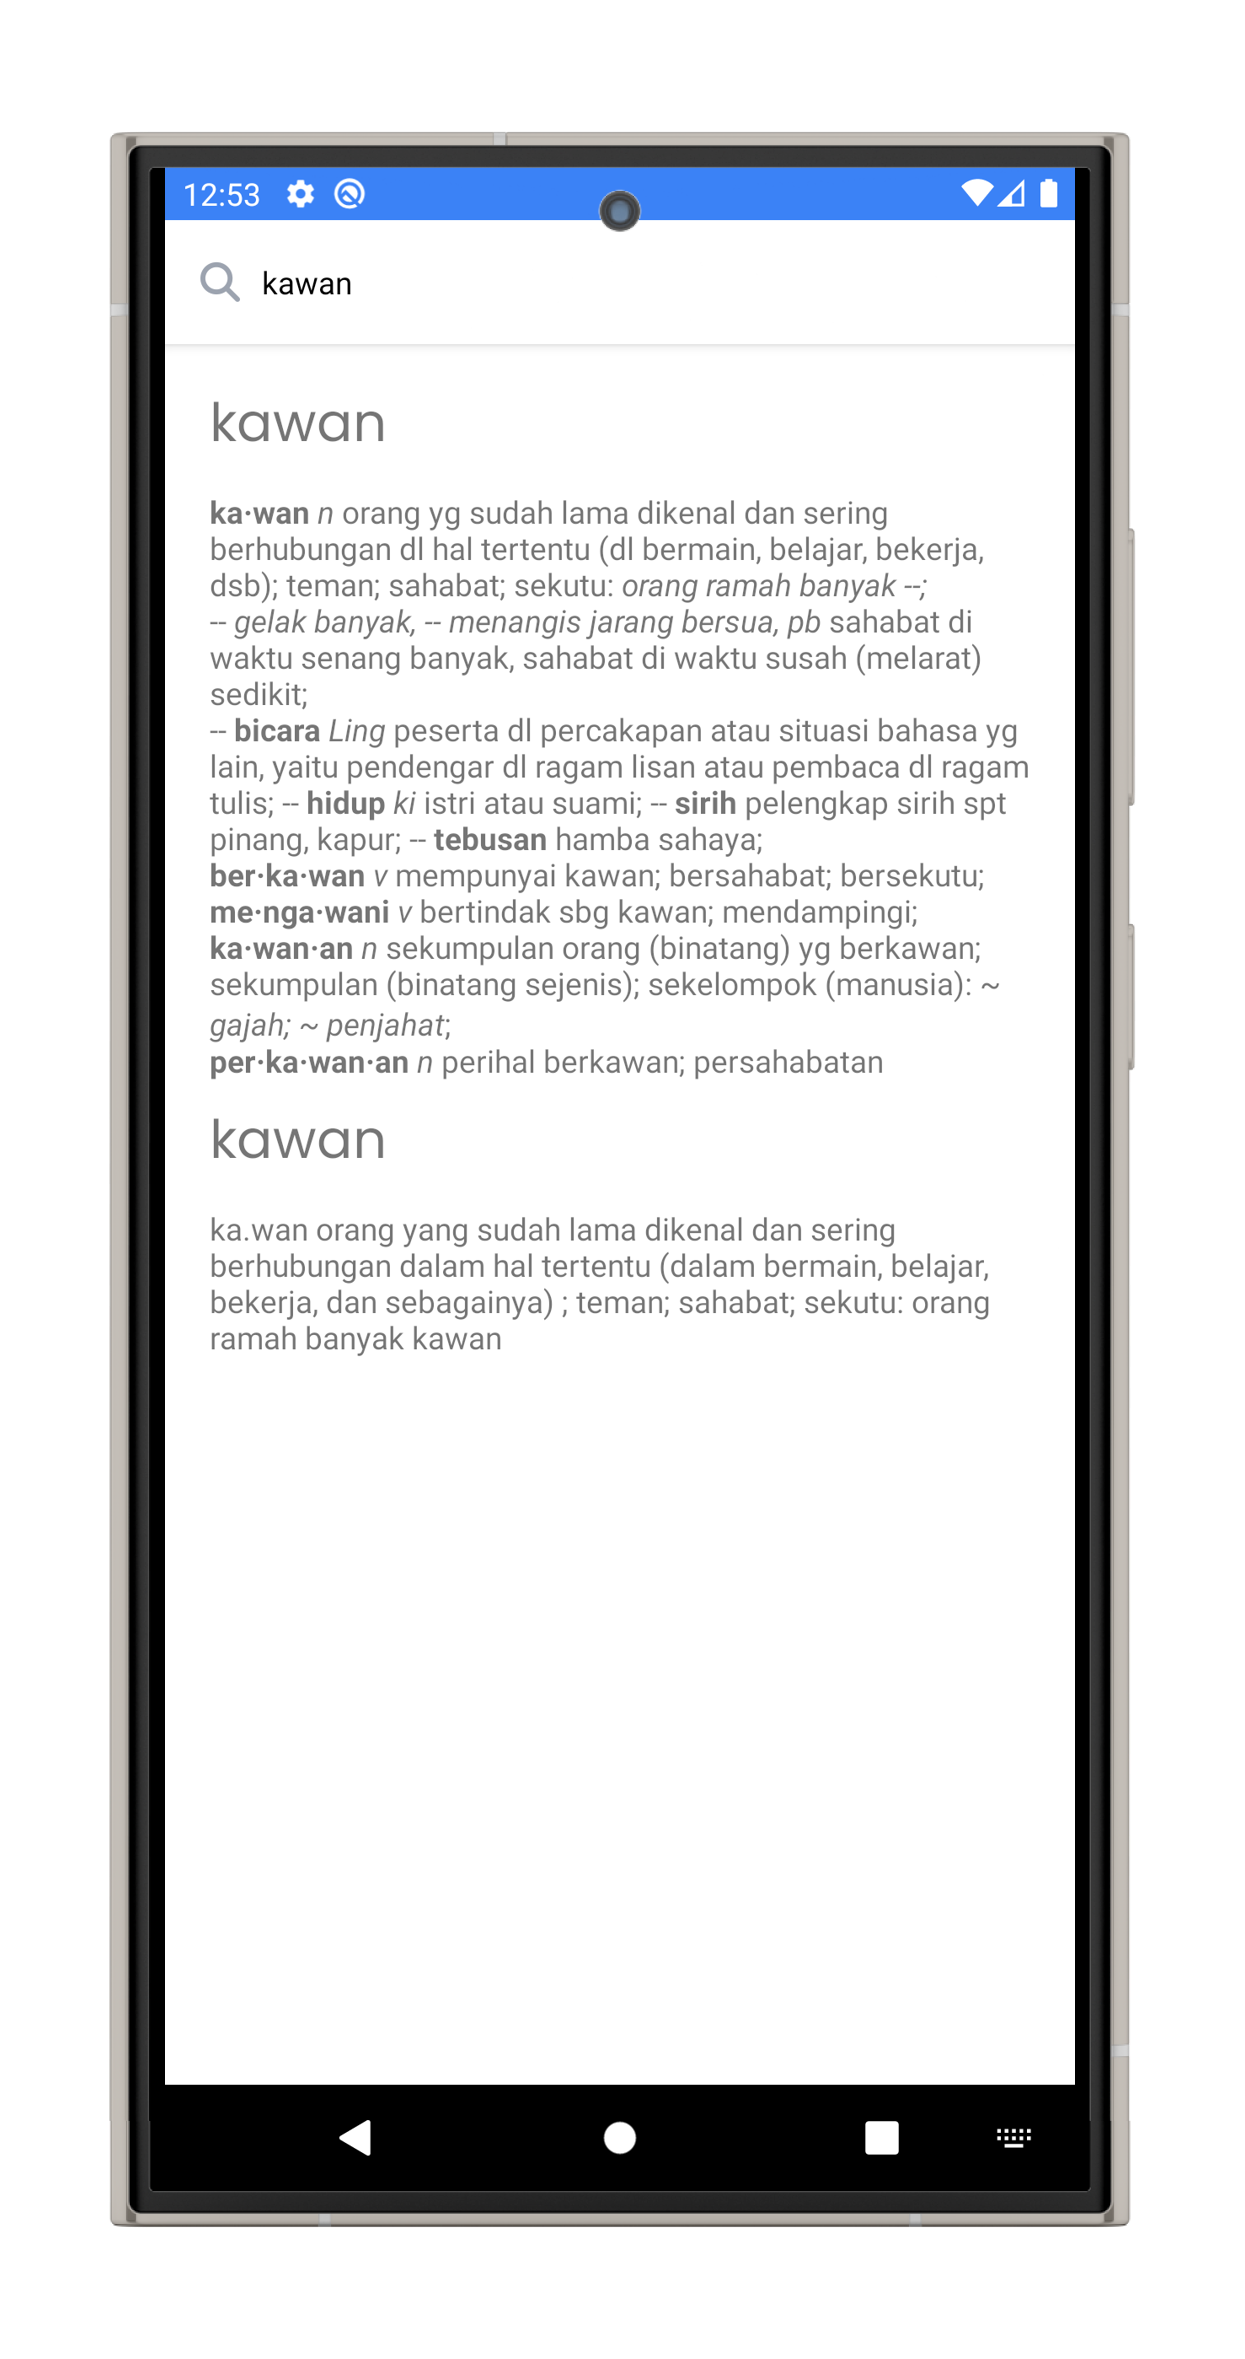 12:53
kawan
kawan
ka·wan n orang yg sudah lama dikenal dan sering
berhubungan dl hal tertentu (dl bermain, belajar, bekerja,
dsb); teman; sahabat; sekutu: orang ramah banyak --;
-- gelak banyak, -- menangis jarang bersua, pb sahabat di
waktu senang banyak, sahabat di waktu susah (melarat)
sedikit;
-- bicara Ling peserta dl percakapan atau situasi bahasa yg
lain, yaitu pendengar dl ragam lisan atau pembaca dl ragam
tulis; -- hidup ki istri atau suami; -- sirih pelengkap sirih spt
pinang, kapur; -- tebusan hamba sahaya;
ber·ka·wan v mempunyai kawan; bersahabat; bersekutu;
me·nga·wani v bertindak sbg kawan; mendampingi;
ka·wan·an n sekumpulan orang (binatang) yg berkawan;
sekumpulan (binatang sejenis); sekelompok (manusia): ~
gajah; ~ penjahat;
per·ka·wan·an n perihal berkawan; persahabatan
kawan
ka.wan orang yang sudah lama dikenal dan sering
berhubungan dalam hal tertentu (dalam bermain, belajar,
bekerja, dan sebagainya) ; teman; sahabat; sekutu: orang
ramah banyak kawan